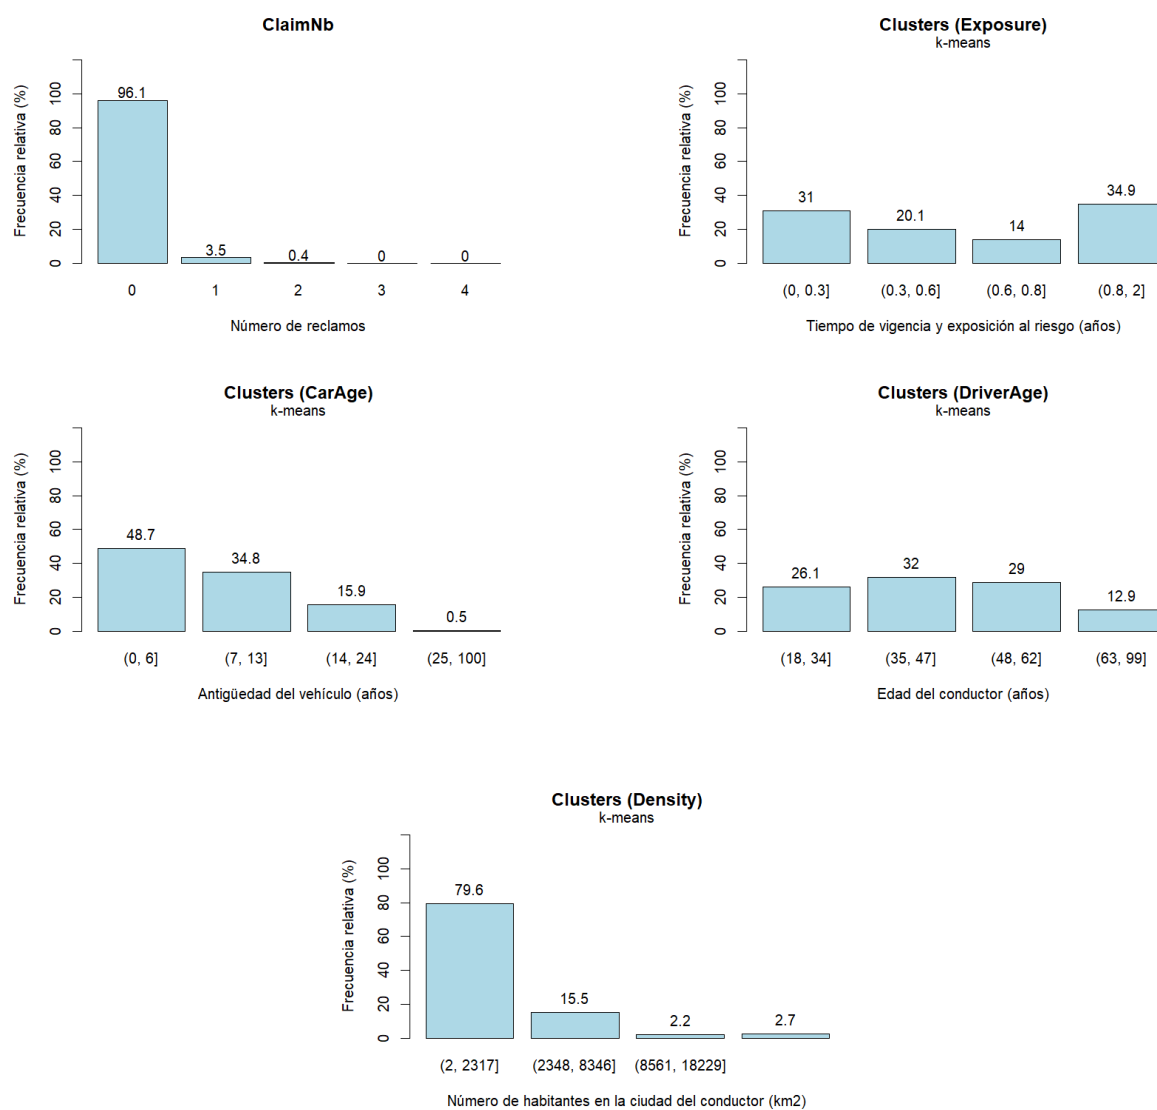 ClaimNb
Frecuencia relativa (%)
0 20 40 60 80 100
96.1 3.5 0.4 0 0
0 1 2 3 4
Número de reclamos
Clusters (Exposure)
k-means
Frecuencia relativa (%)
0 20 40 60 80 100
31 20.1 14 34.9
(0, 0.3] (0.3, 0.6] (0.6, 0.8] (0.8, 2]
Tiempo de vigencia y exposición al riesgo (años)
Clusters (CarAge)
k-means
Frecuencia relativa (%)
0 20 40 60 80 100
48.7 34.8 15.9 0.5
(0, 6] (7, 13] (14, 24] (25, 100]
Antigüedad del vehículo (años)
Clusters (DriverAge)
k-means
Frecuencia relativa (%)
0 20 40 60 80 100
26.1 32 29 12.9
(18, 34] (35, 47] (48, 62] (63, 99]
Edad del conductor (años)
Clusters (Density)
k-means
Frecuencia relativa (%)
0 20 40 60 80 100
79.6 15.5 2.2 2.7
(2, 2317] (2348, 8346] (8561, 18229]
Número de habitantes en la ciudad del conductor (km2)